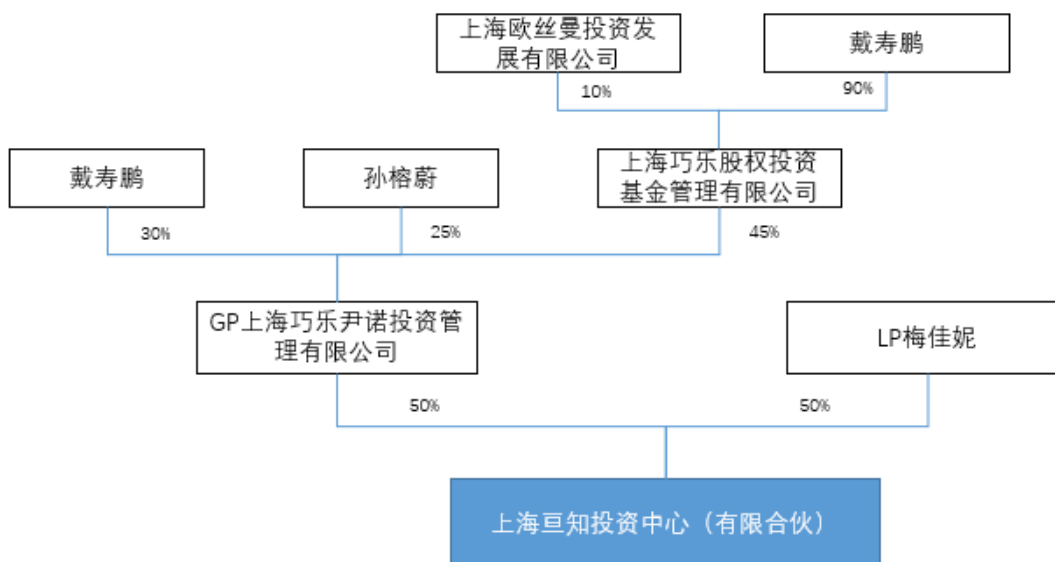 上海欧丝曼投资发
展有限公司
戴寿鹏
10%
90%
戴寿鹏
孙榕蔚
上海巧乐股权投资
基金管理有限公司
30%
25%
45%
GP上海巧乐尹诺投资管
理有限公司
LP梅佳妮
50%
50%
上海亘知投资中心（有限合伙）